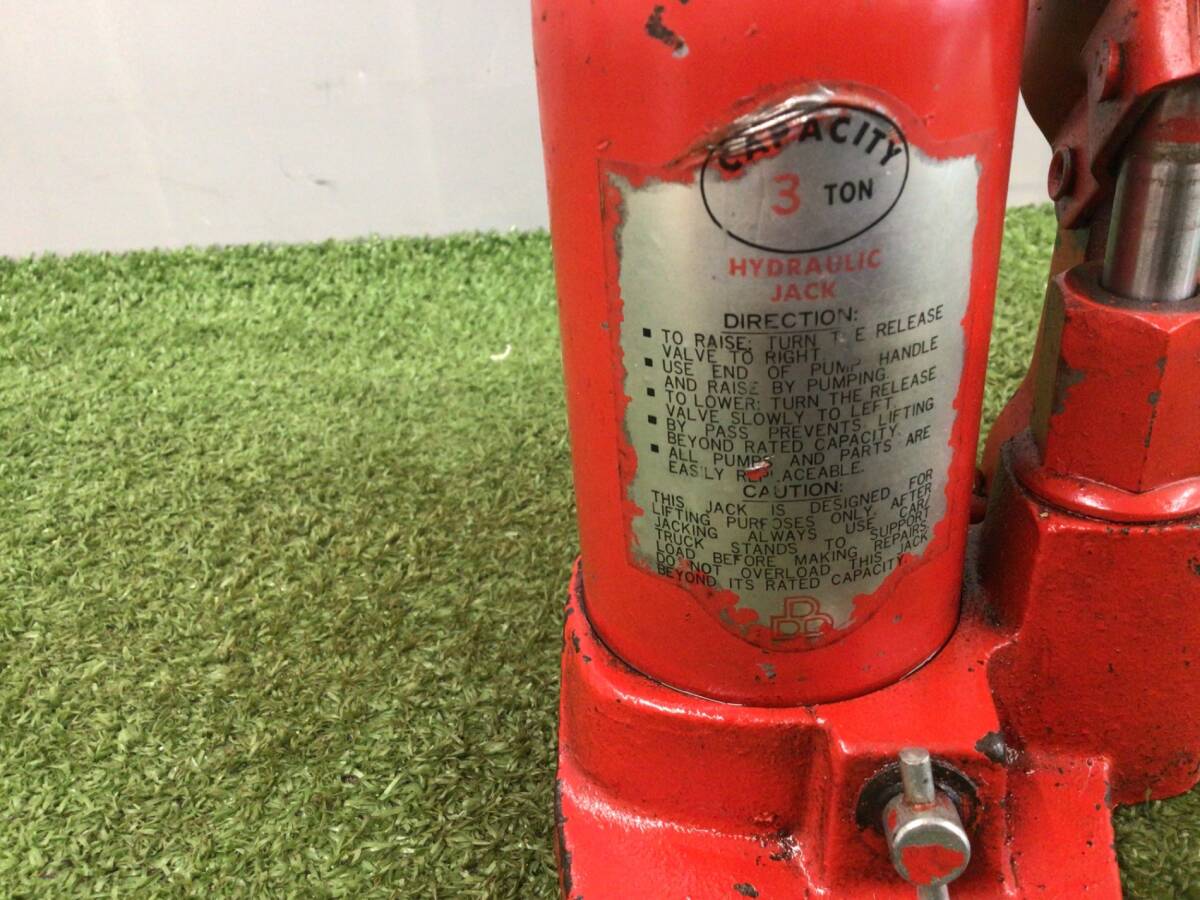 CAPACITY
3 TON
HYDRAULIC
JACK
DIRECTION:
▪ TO RAISE: TURN T E RELEASE
VALVE TO RIGHT
▪ USE END OF PUMP HANDLE
AND RAISE BY PUMPING.
▪ TO LOWER: TURN THE RELEASE
VALVE SLOWLY TO LEFT.
▪ BY PASS PREVENTS LIFTING
BEYOND RATED CAPACITY.
▪ ALL PUMPS AND PARTS ARE
EASILY REPLACEABLE.
CAUTION:
THIS JACK IS DESIGNED FOR
LIFTING PURPOSES ONLY. AFTER
JACKING ALWAYS USE CAR/
TRUCK STANDS TO SUPPORT
LOAD BEFORE MAKING REPAIRS.
DO NOT OVERLOAD THIS JACK
BEYOND ITS RATED CAPACITY.